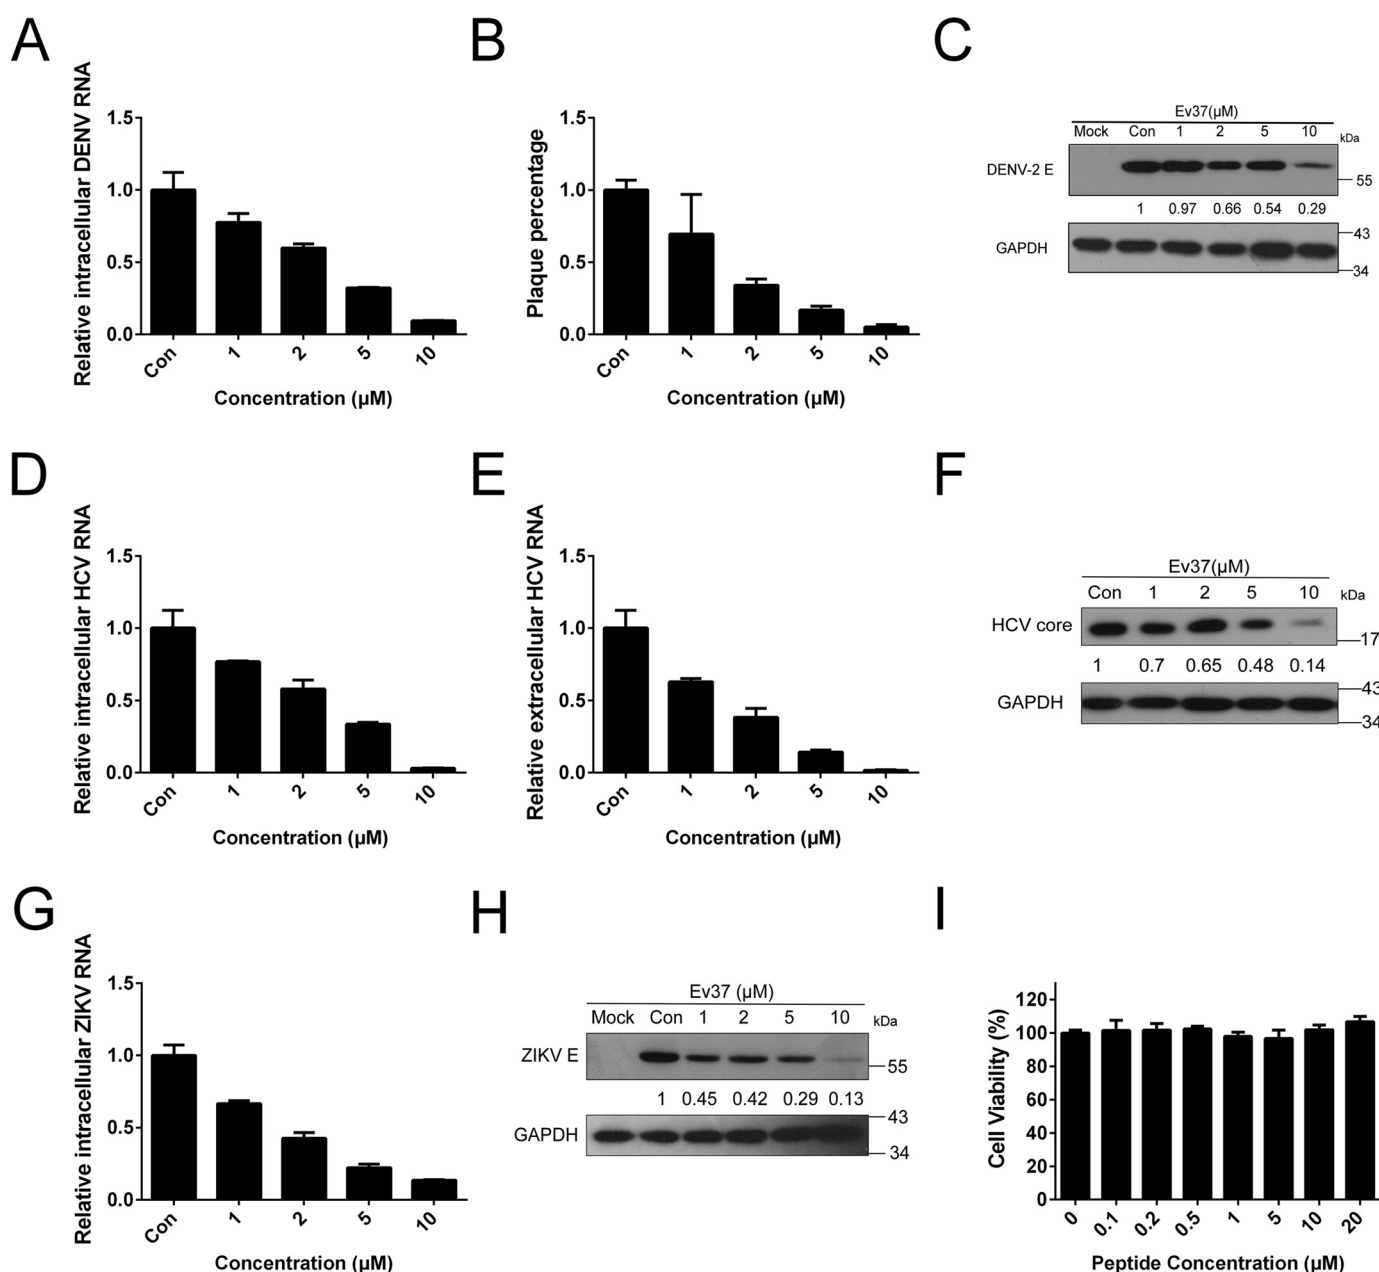 A
Relative intracellular DENV RNA
1.5
1.0
0.5
0.0
Con 1 2 5 10
Concentration (µM)
B
Plaque percentage
1.5
1.0
0.5
0.0
Con 1 2 5 10
Concentration (µM)
C
Ev37(µM)
Mock Con 1 2 5 10 kDa
DENV-2 E
55
1 0.97 0.66 0.54 0.29
43
GAPDH
34
D
Relative intracellular HCV RNA
1.5
1.0
0.5
0.0
Con 1 2 5 10
Concentration (µM)
E
Relative extracellular HCV RNA
1.5
1.0
0.5
0.0
Con 1 2 5 10
Concentration (µM)
F
Ev37(µM)
Con 1 2 5 10 kDa
HCV core
17
1 0.7 0.65 0.48 0.14
43
GAPDH
34
G
Relative intracellular ZIKV RNA
1.5
1.0
0.5
0.0
Con 1 2 5 10
Concentration (µM)
H
Ev37 (µM)
Mock Con 1 2 5 10 kDa
ZIKV E
55
1 0.45 0.42 0.29 0.13
43
GAPDH
34
I
Cell Viability (%)
120
100
80
60
40
20
0
0 0.1 0.2 0.5 1 5 10 20
Peptide Concentration (µM)